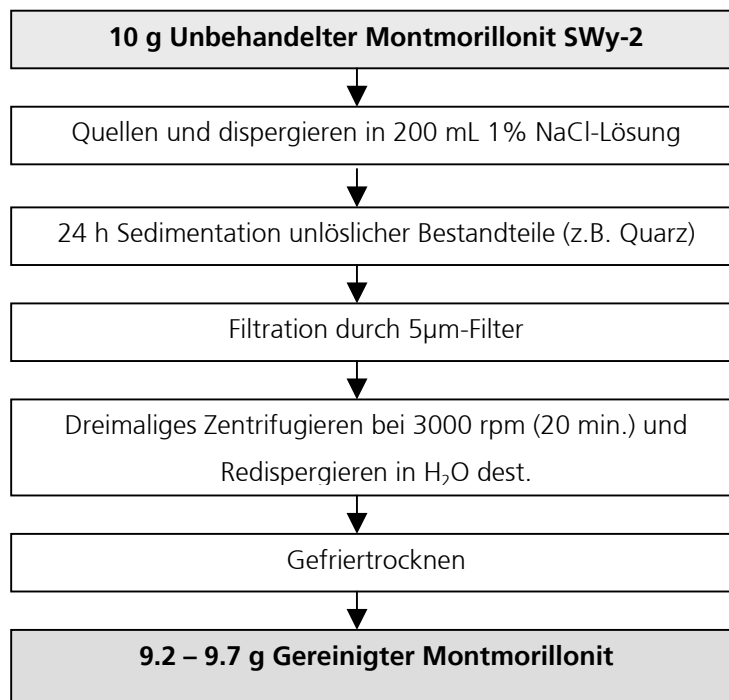 10 g Unbehandelter Montmorillonit SWy-2
Quellen und dispergieren in 200 mL 1% NaCl-Lösung
24 h Sedimentation unlöslicher Bestandteile (z.B. Quarz)
Filtration durch 5µm-Filter
Dreimaliges Zentrifugieren bei 3000 rpm (20 min.) und
Redispergieren in H₂O dest.
Gefriertrocknen
9.2 – 9.7 g Gereinigter Montmorillonit